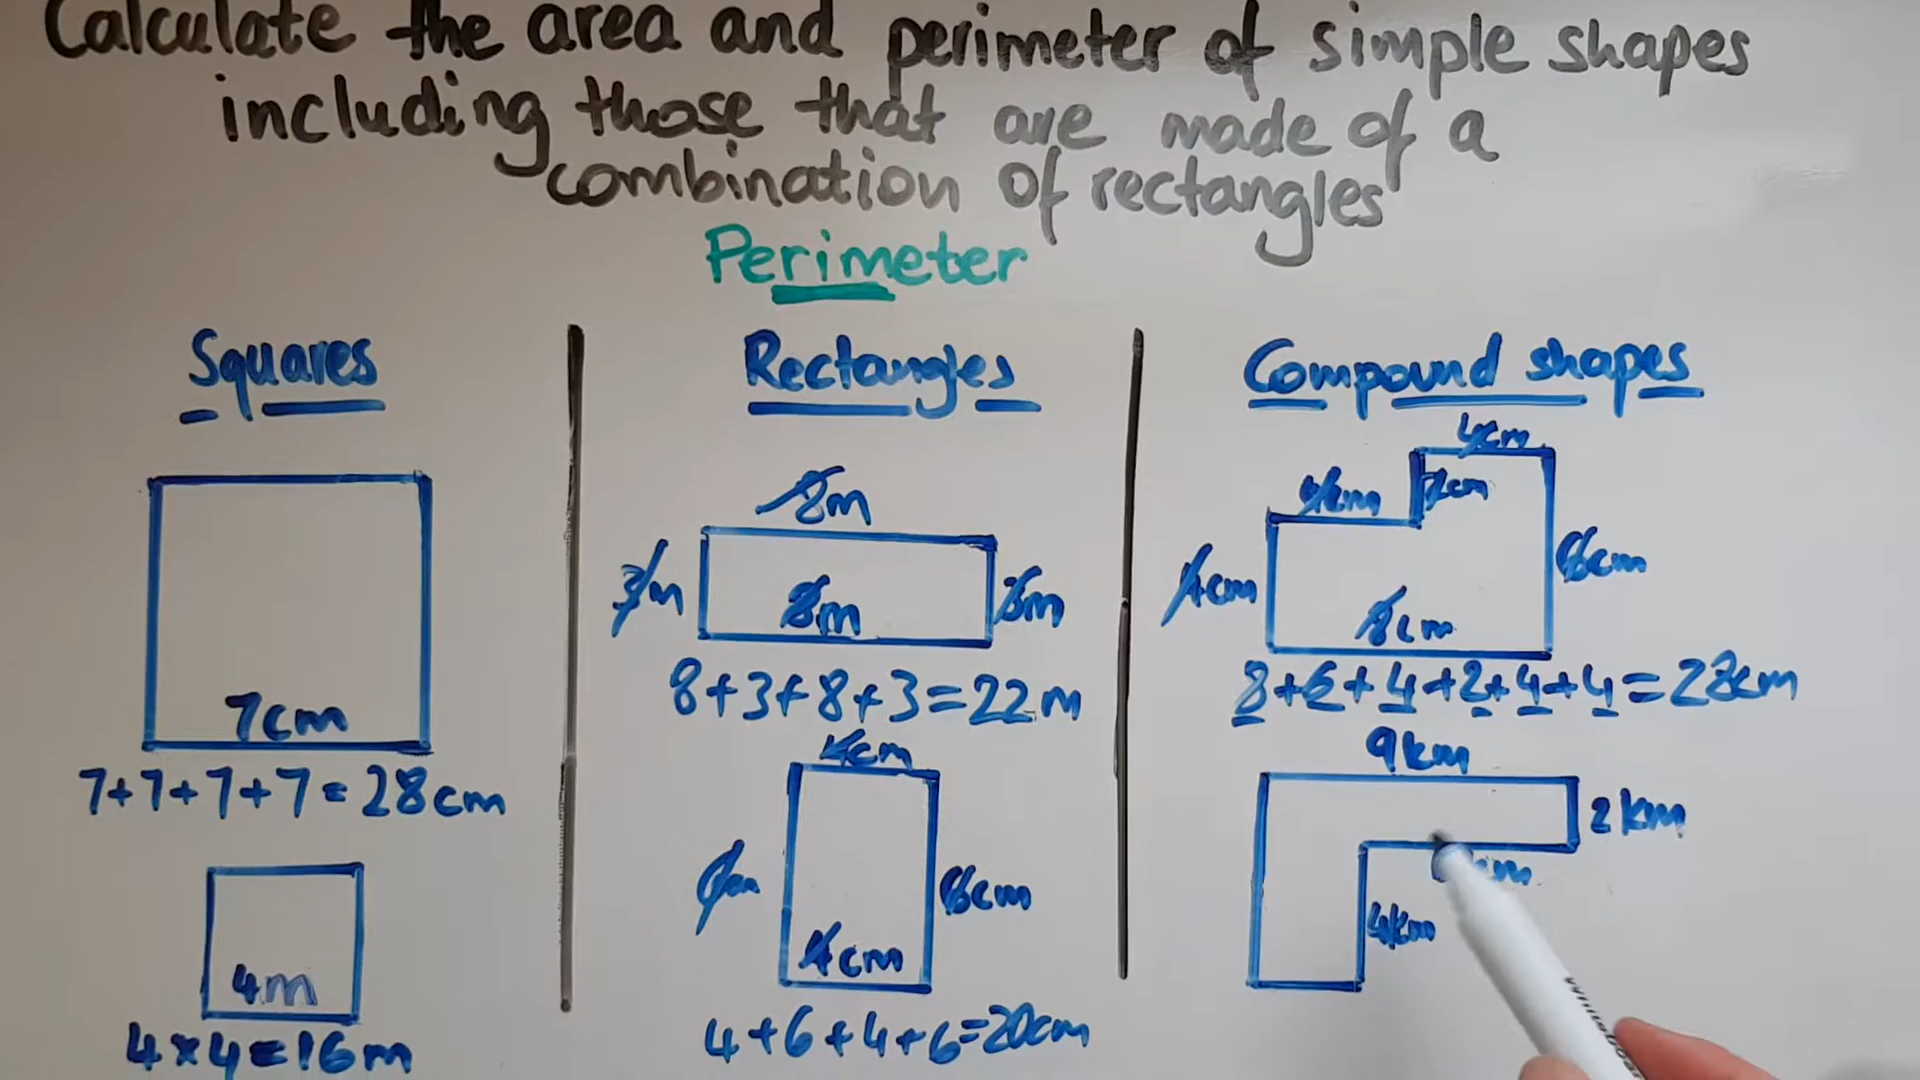 Calculate the area and perimeter of simple shapes
including those that are made of a
combination of rectangles
Perimeter
Squares
7cm
7+7+7+7=28cm
4m
4×4=16m
Rectangles
8m
3m
3m
8m
8+3+8+3=22m
4cm
6cm
4cm
4+6+4+6=20cm
Compound shapes
4cm
4cm
2cm
4cm
6cm
8cm
8+6+4+2+4+4=28cm
9km
2km
4km